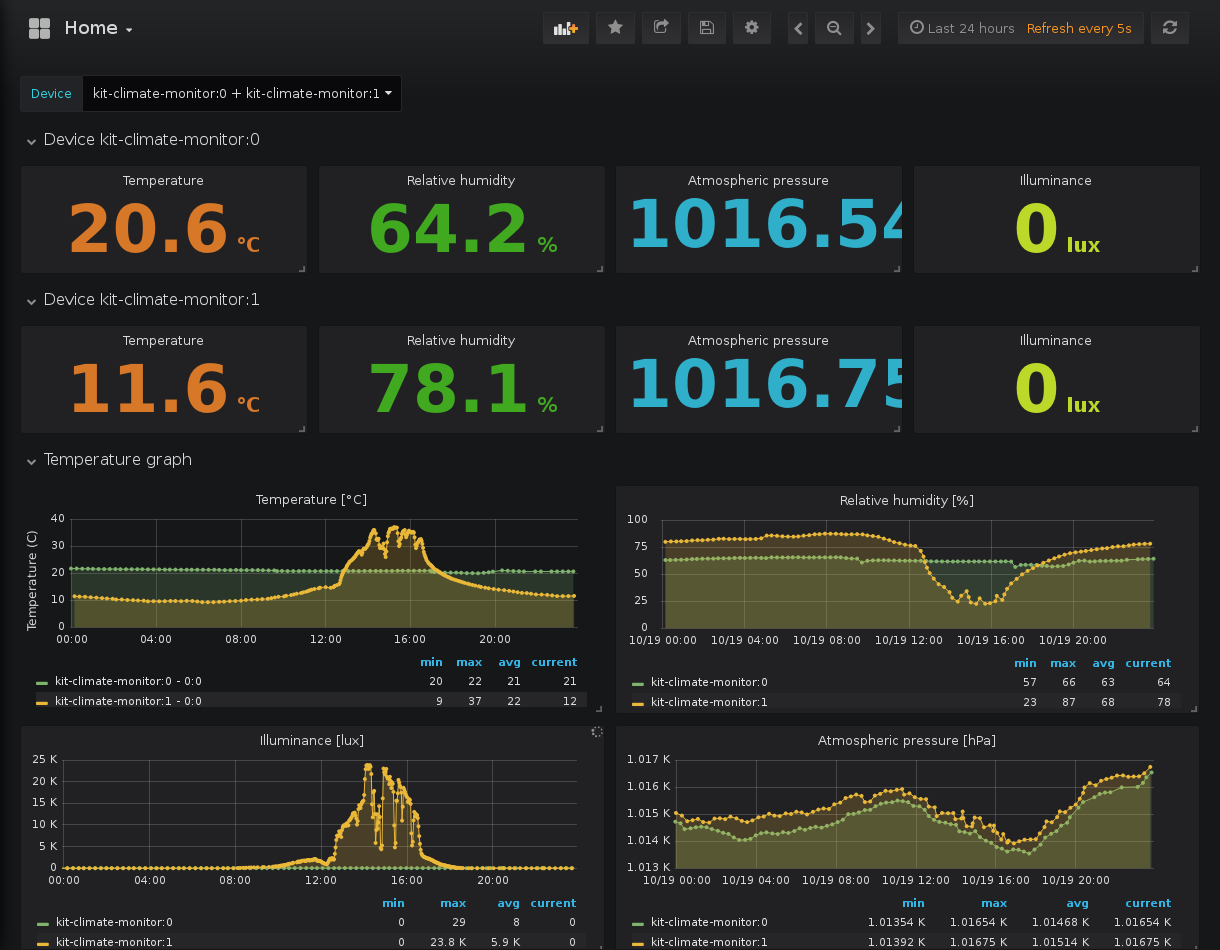 Home
Last 24 hours Refresh every 5s
Device kit-climate-monitor:0 + kit-climate-monitor:1
Device kit-climate-monitor:0
Temperature Relative humidity Atmospheric pressure Illuminance
20.6 °C 64.2 % 1016.54 0 lux
Device kit-climate-monitor:1
Temperature Relative humidity Atmospheric pressure Illuminance
11.6 °C 78.1 % 1016.75 0 lux
Temperature graph
Temperature [°C]
Temperature (C)
40
30
20
10
0
00:00 04:00 08:00 12:00 16:00 20:00
min max avg current
kit-climate-monitor:0 - 0:0 20 22 21 21
kit-climate-monitor:1 - 0:0 9 37 22 12
Relative humidity [%]
100
75
50
25
0
10/19 00:00 10/19 04:00 10/19 08:00 10/19 12:00 10/19 16:00 10/19 20:00
min max avg current
kit-climate-monitor:0 57 66 63 64
kit-climate-monitor:1 23 87 68 78
Illuminance [lux]
25 K
20 K
15 K
10 K
5 K
0
00:00 04:00 08:00 12:00 16:00 20:00
min max avg current
kit-climate-monitor:0 0 29 8 0
kit-climate-monitor:1 0 23.8 K 5.9 K 0
Atmospheric pressure [hPa]
1.017 K
1.016 K
1.015 K
1.014 K
1.013 K
10/19 00:00 10/19 04:00 10/19 08:00 10/19 12:00 10/19 16:00 10/19 20:00
min max avg current
kit-climate-monitor:0 1.01354 K 1.01654 K 1.01468 K 1.01654 K
kit-climate-monitor:1 1.01392 K 1.01675 K 1.01514 K 1.01675 K